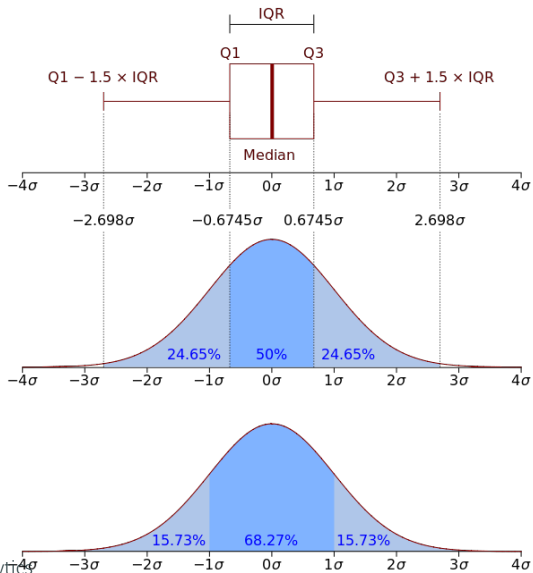 IQR
Q1 Q3
Q1 − 1.5 × IQR Q3 + 1.5 × IQR
Median
−4σ −3σ −2σ −1σ 0σ 1σ 2σ 3σ 4σ
−2.698σ −0.6745σ 0.6745σ 2.698σ
24.65% 50% 24.65%
−4σ −3σ −2σ −1σ 0σ 1σ 2σ 3σ 4σ
15.73% 68.27% 15.73%
−4σ −3σ −2σ −1σ 0σ 1σ 2σ 3σ 4σ